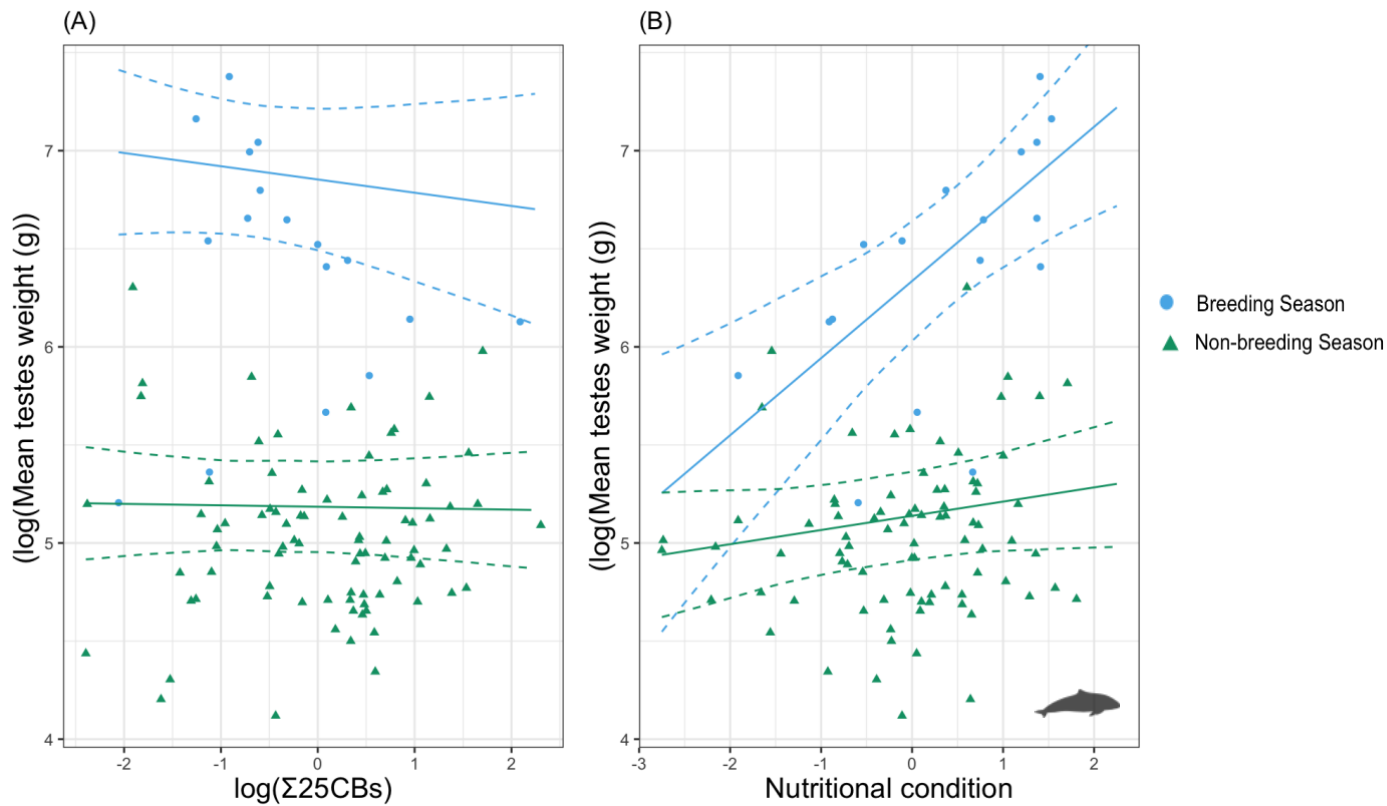 (A)
(log(Mean testes weight (g))
7
6
5
4
-2
-1
0
1
2
log(Σ25CBs)
(B)
(log(Mean testes weight (g))
7
6
5
4
-3
-2
-1
0
1
2
Nutritional condition
Breeding Season
Non-breeding Season